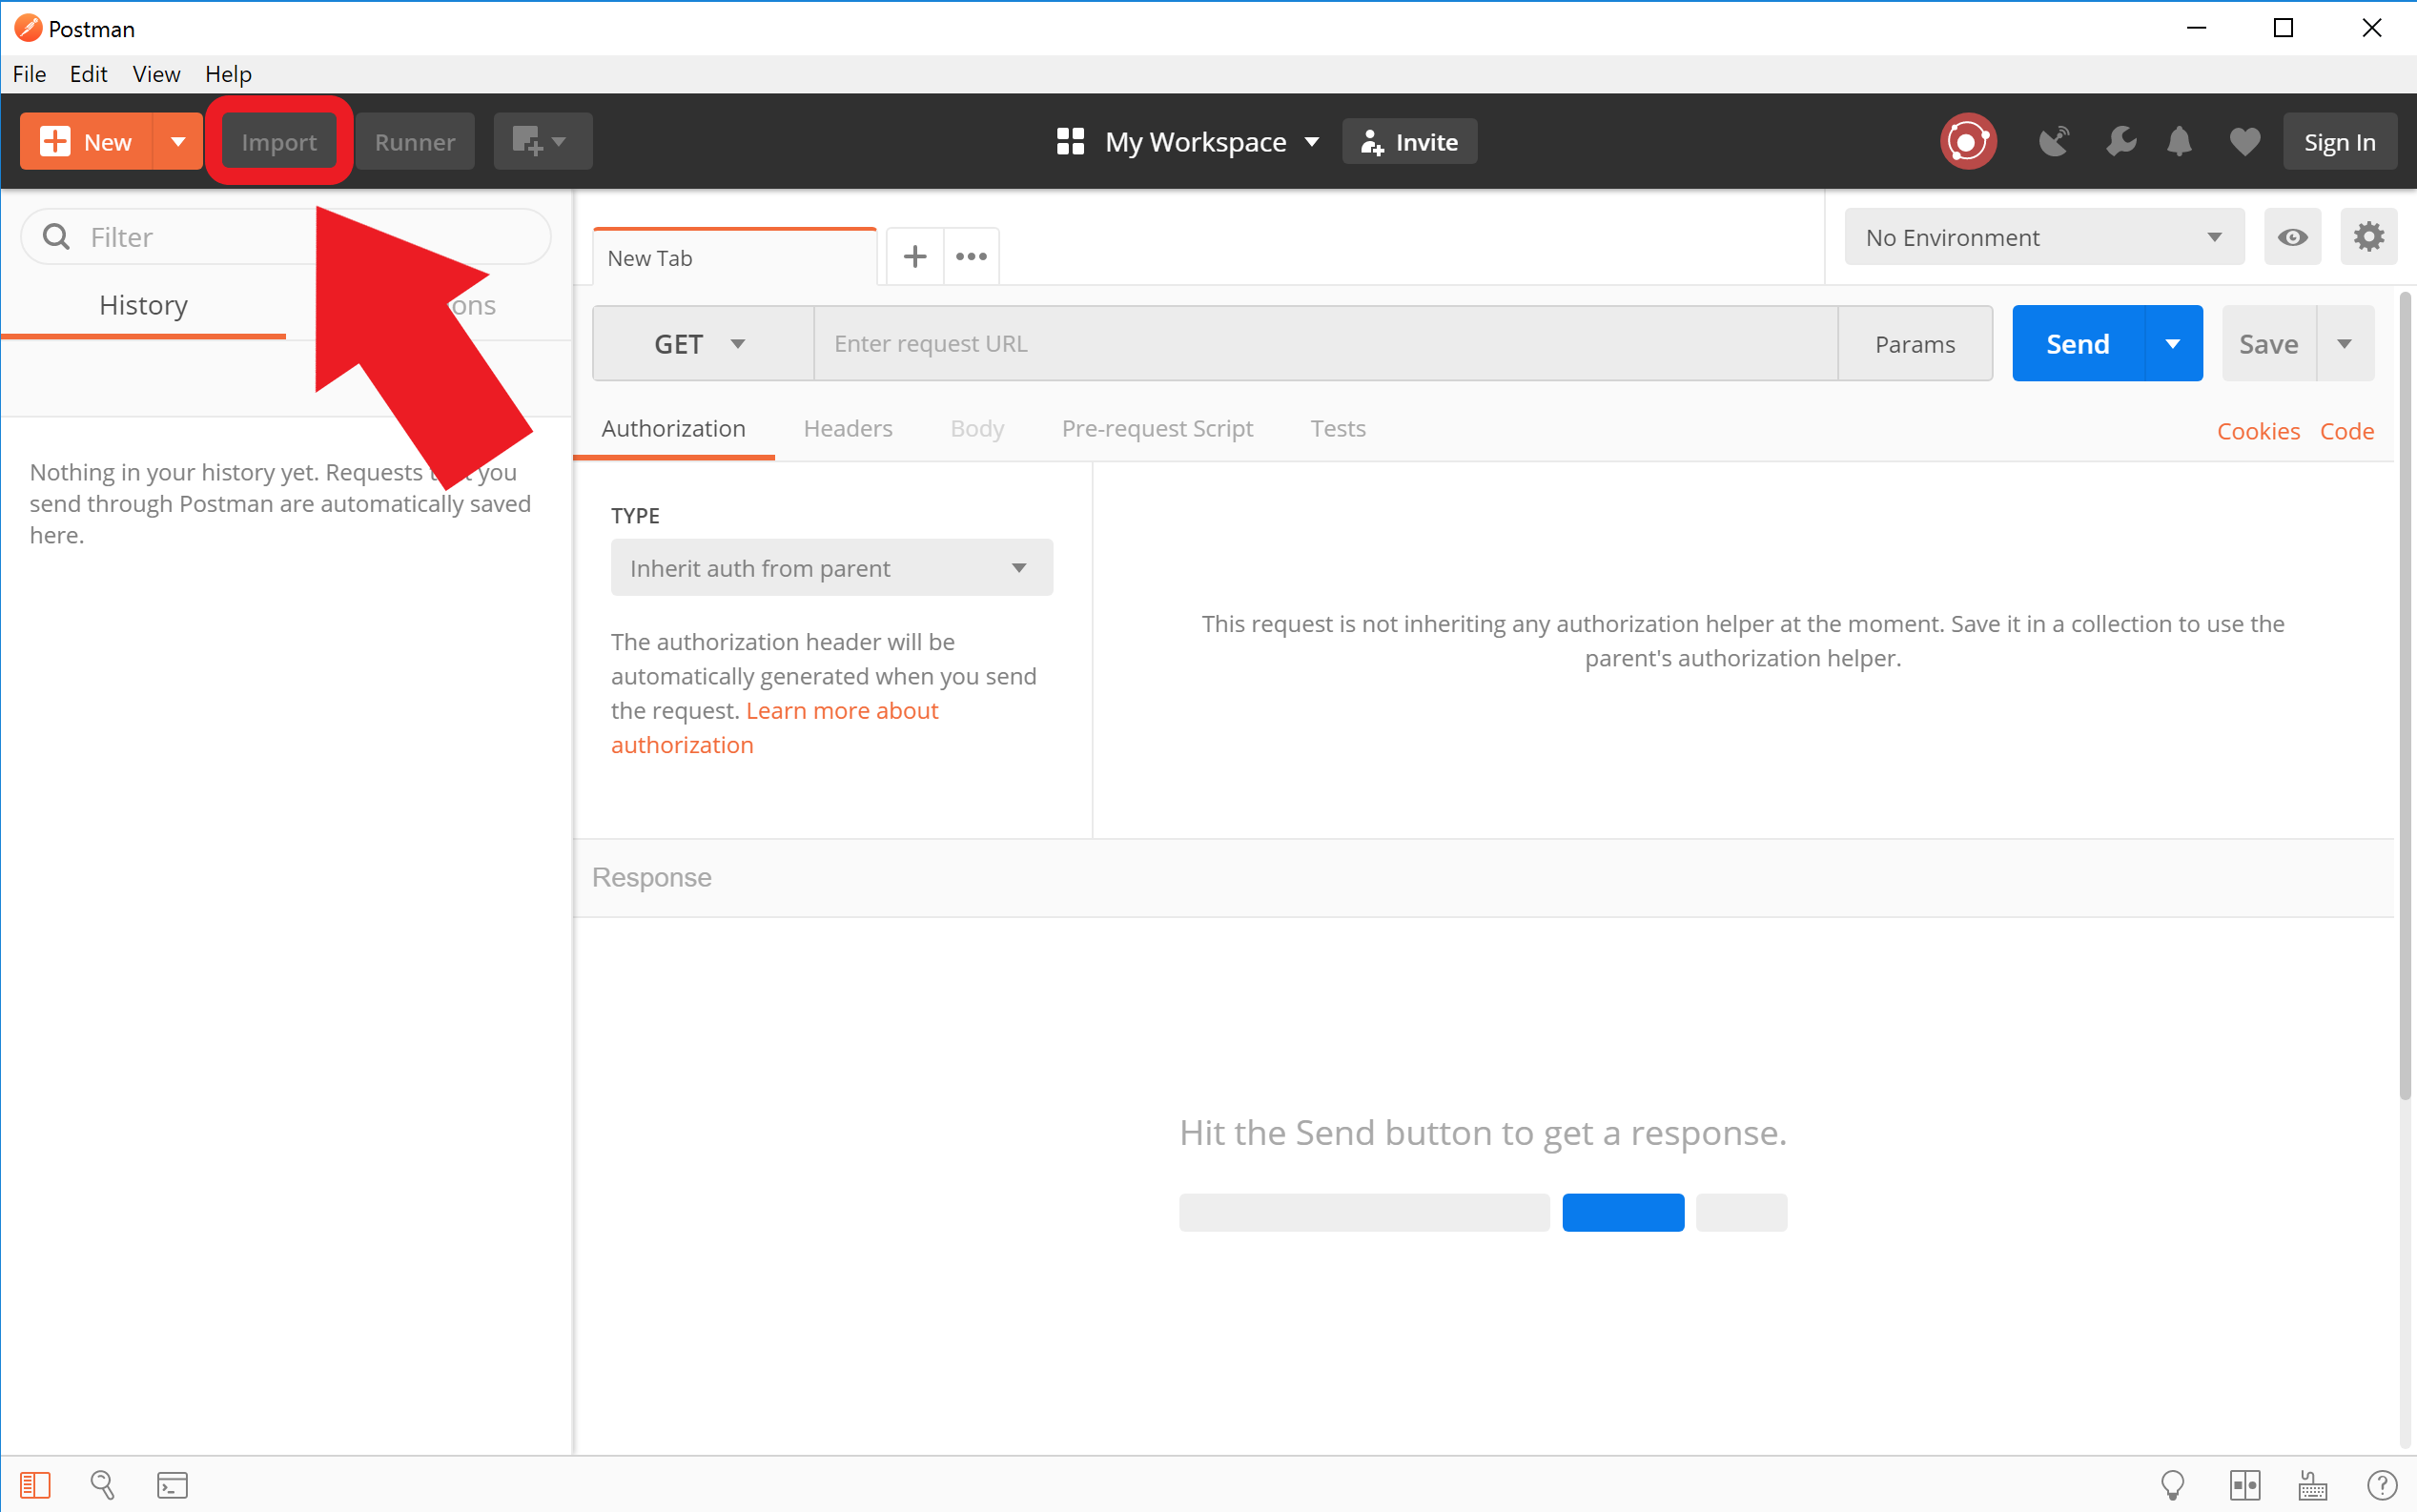 Postman
File Edit View Help
New Import Runner My Workspace Invite Sign In
Filter
History ons
Nothing in your history yet. Requests t you
send through Postman are automatically saved
here.
New Tab
No Environment
GET Enter request URL Params Send Save
Authorization Headers Body Pre-request Script Tests Cookies Code
TYPE
Inherit auth from parent
The authorization header will be
automatically generated when you send
the request. Learn more about
authorization
This request is not inheriting any authorization helper at the moment. Save it in a collection to use the
parent's authorization helper.
Response
Hit the Send button to get a response.